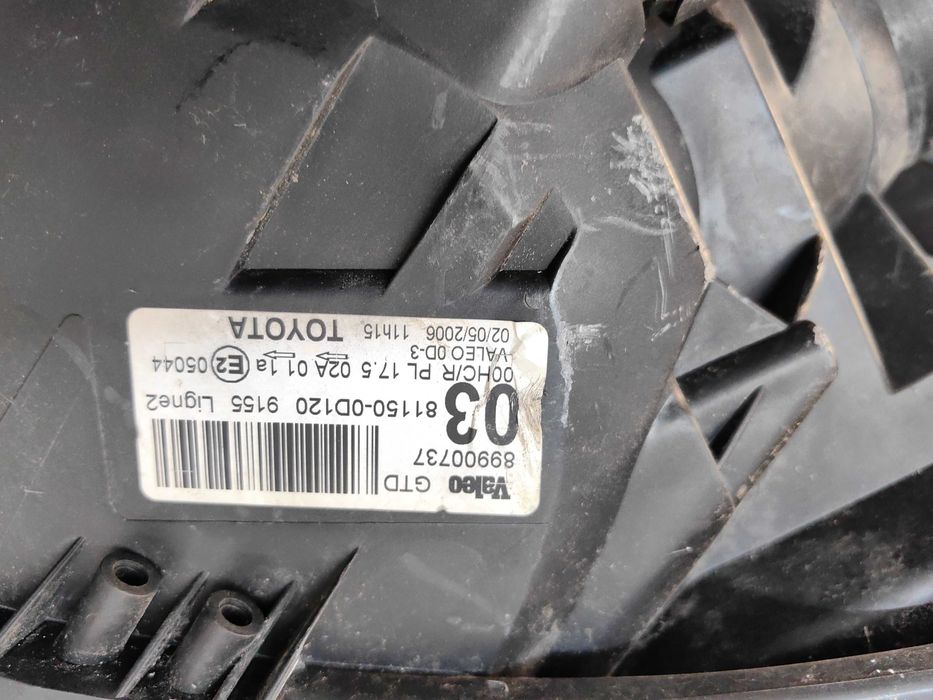 Valeo GTD
89900737
03 81150-0D120 9155 Ligne2
00HC/R PL 17.5 02A 01 1a E2 05044
-VALEO 0D-3
02/05/2006 11h15 TOYOTA